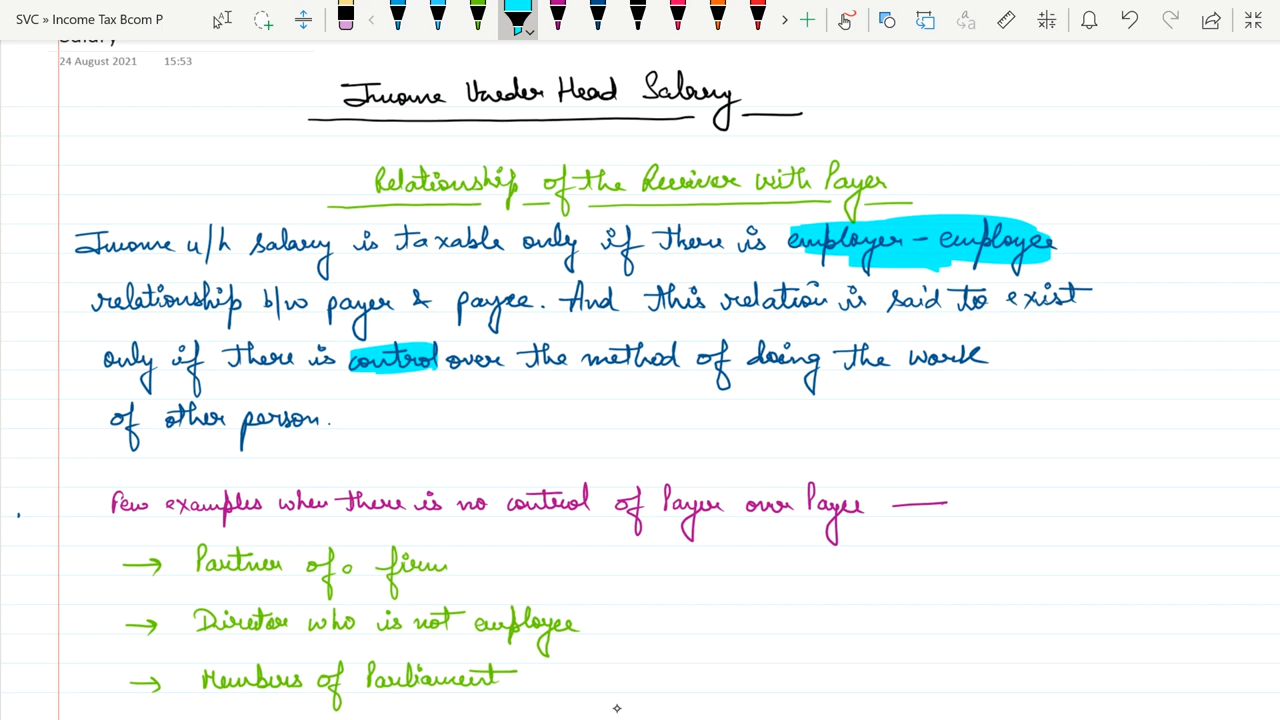 SVC » Income Tax Bcom P
Salary
24 August 2021 15:53
Income Under Head Salary
Relationship of the Receiver with Payer
Income u/h salary is taxable only if there is employer - employee
relationship b/w payer & payee. And this relation is said to exist
only if there is control over the method of doing the work
of other person.
Few examples when there is no control of Payer over Payee —
→ Partner of firm
→ Director who is not employee
→ Members of Parliament